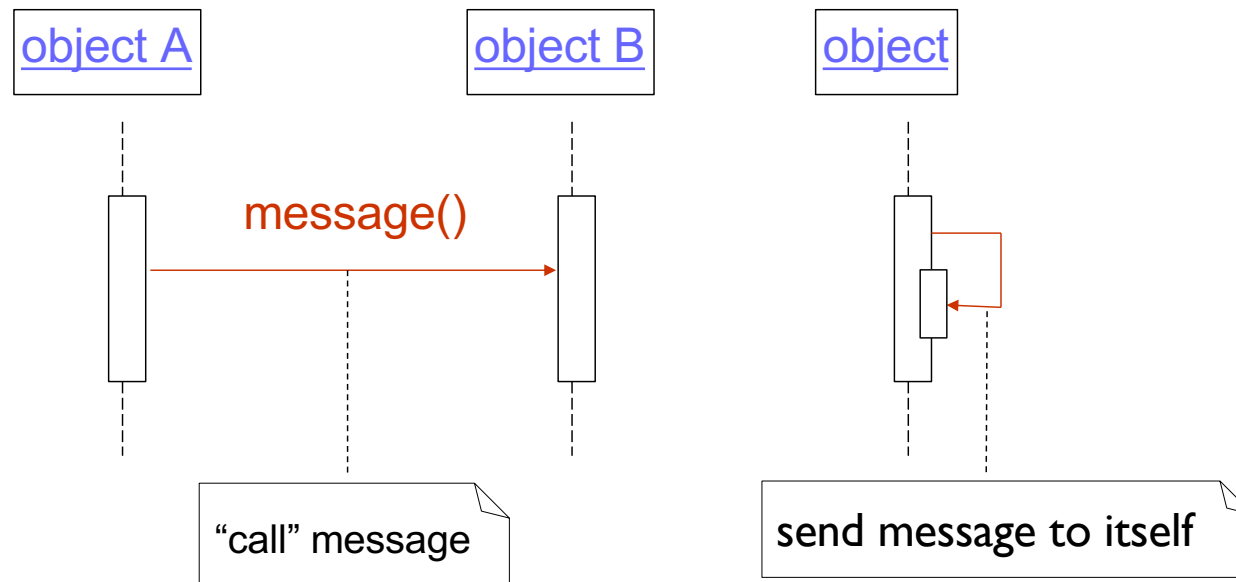 object A
object B
object
message()
“call” message
send message to itself